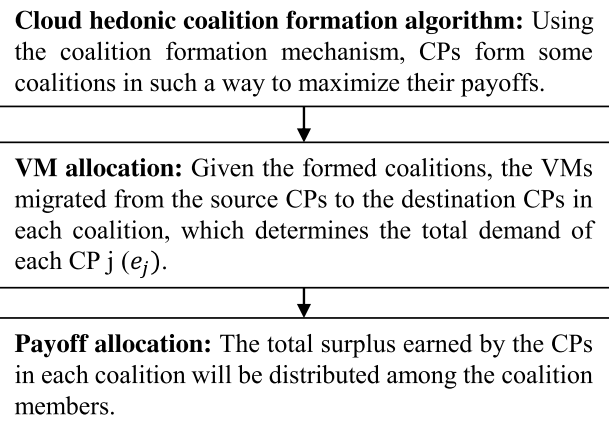 Cloud hedonic coalition formation algorithm: Using
the coalition formation mechanism, CPs form some
coalitions in such a way to maximize their payoffs.
VM allocation: Given the formed coalitions, the VMs
migrated from the source CPs to the destination CPs in
each coalition, which determines the total demand of
each CP j (e_j).
Payoff allocation: The total surplus earned by the CPs
in each coalition will be distributed among the coalition
members.